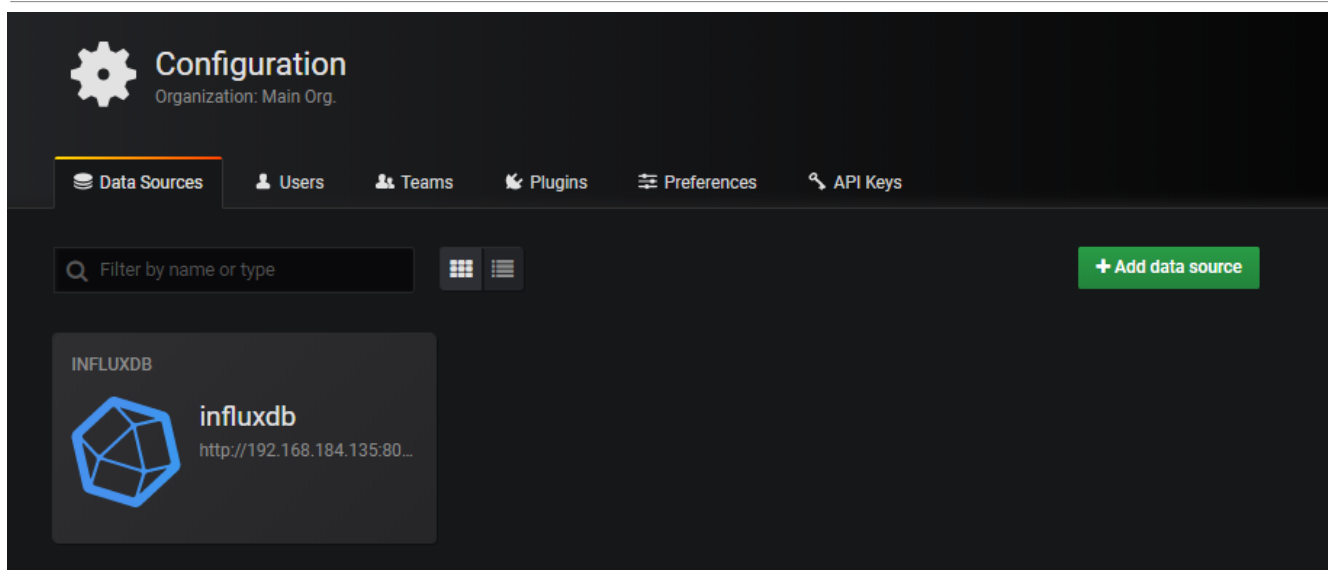 Configuration
Organization: Main Org.
Data Sources Users Teams Plugins Preferences API Keys
Filter by name or type
+ Add data source
INFLUXDB
influxdb
http://192.168.184.135:80...